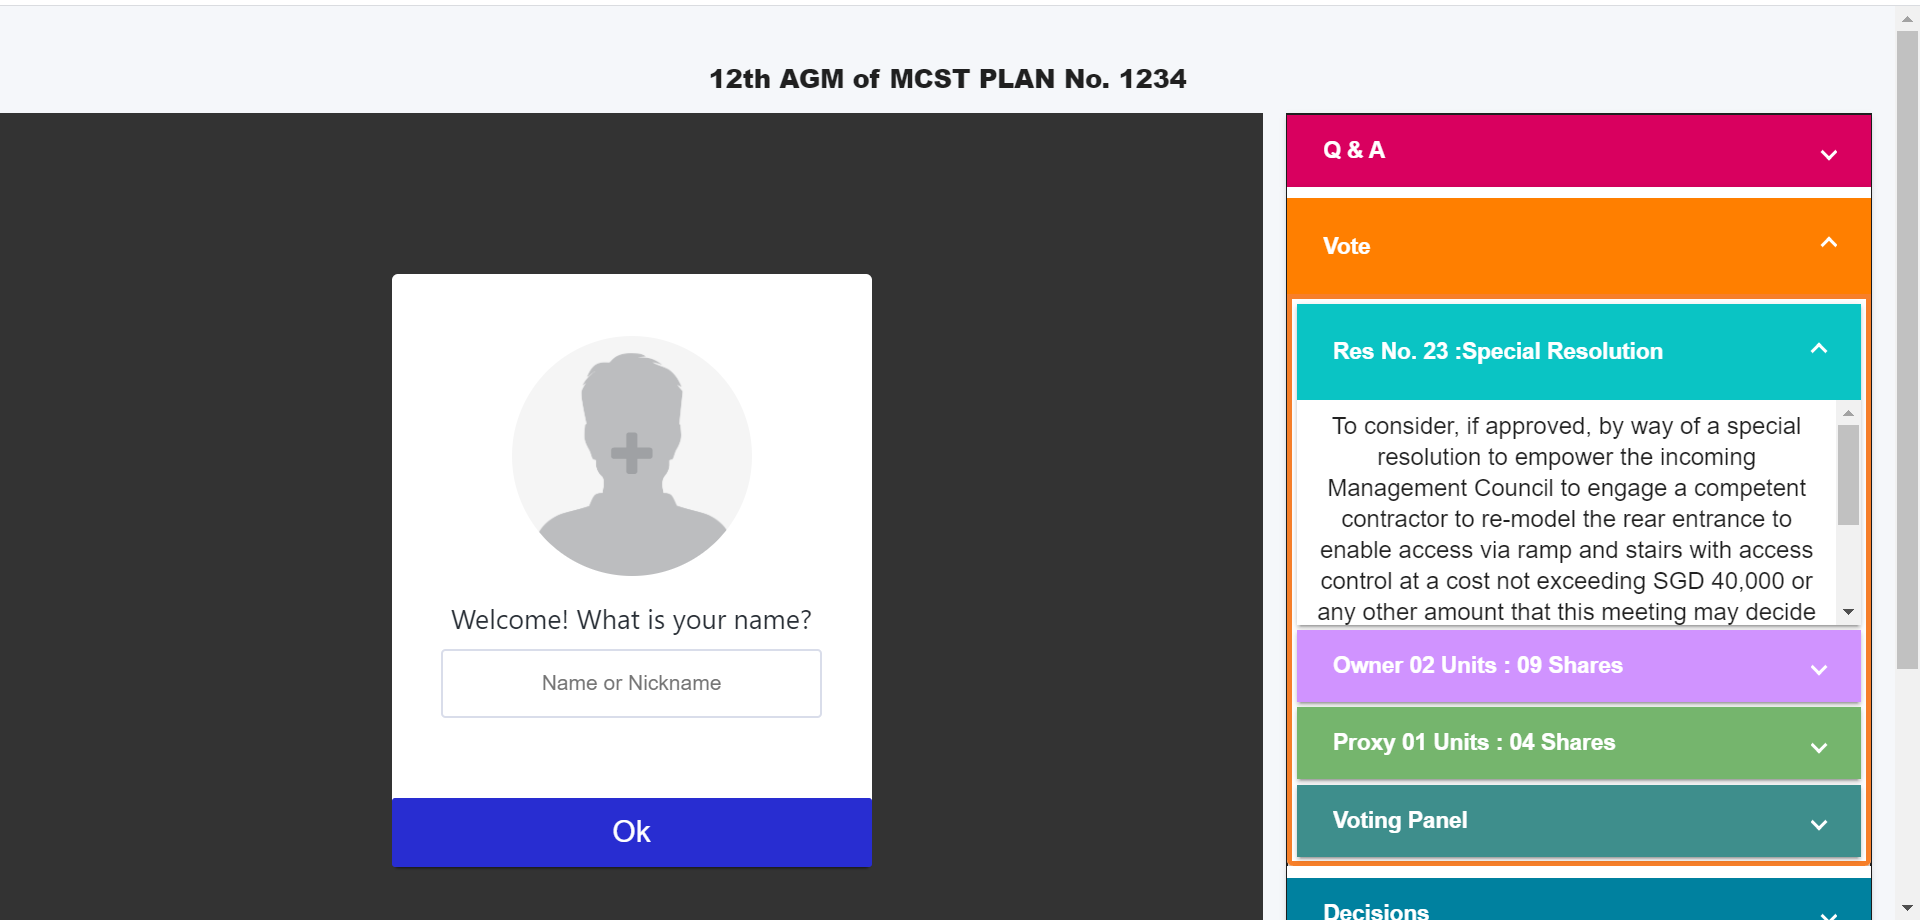 12th AGM of MCST PLAN No. 1234
Welcome! What is your name?
Name or Nickname
Ok
Q & A
Vote
Res No. 23 :Special Resolution
To consider, if approved, by way of a special
resolution to empower the incoming
Management Council to engage a competent
contractor to re-model the rear entrance to
enable access via ramp and stairs with access
control at a cost not exceeding SGD 40,000 or
any other amount that this meeting may decide
Owner 02 Units : 09 Shares
Proxy 01 Units : 04 Shares
Voting Panel
Decisions